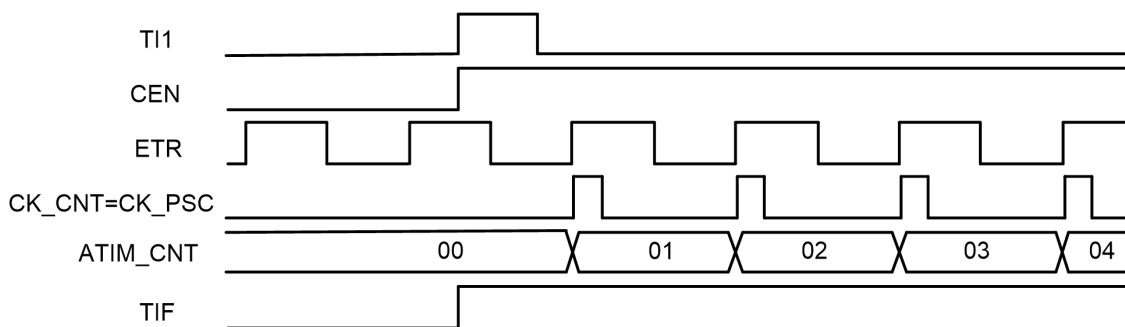 TI1
CEN
ETR
CK_CNT=CK_PSC
ATIM_CNT 00 01 02 03 04
TIF